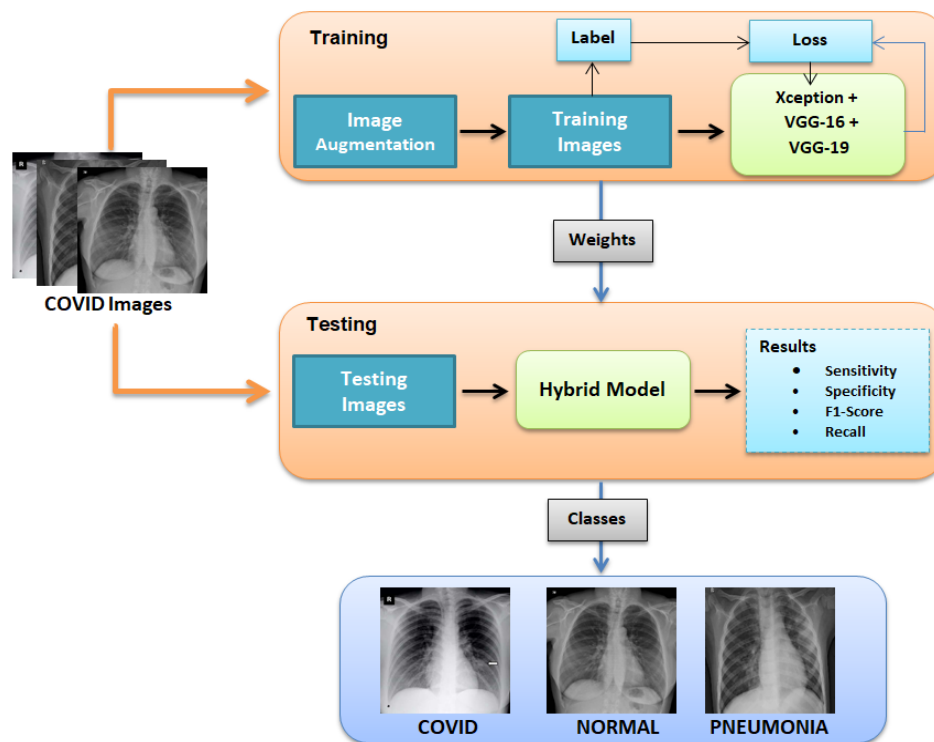 Training
Label
Loss
Image
Augmentation
Training
Images
Xception +
VGG-16 +
VGG-19
R
COVID Images
Weights
Testing
Testing
Images
Hybrid Model
Results
• Sensitivity
• Specificity
• F1-Score
• Recall
Classes
R
COVID
NORMAL
PNEUMONIA